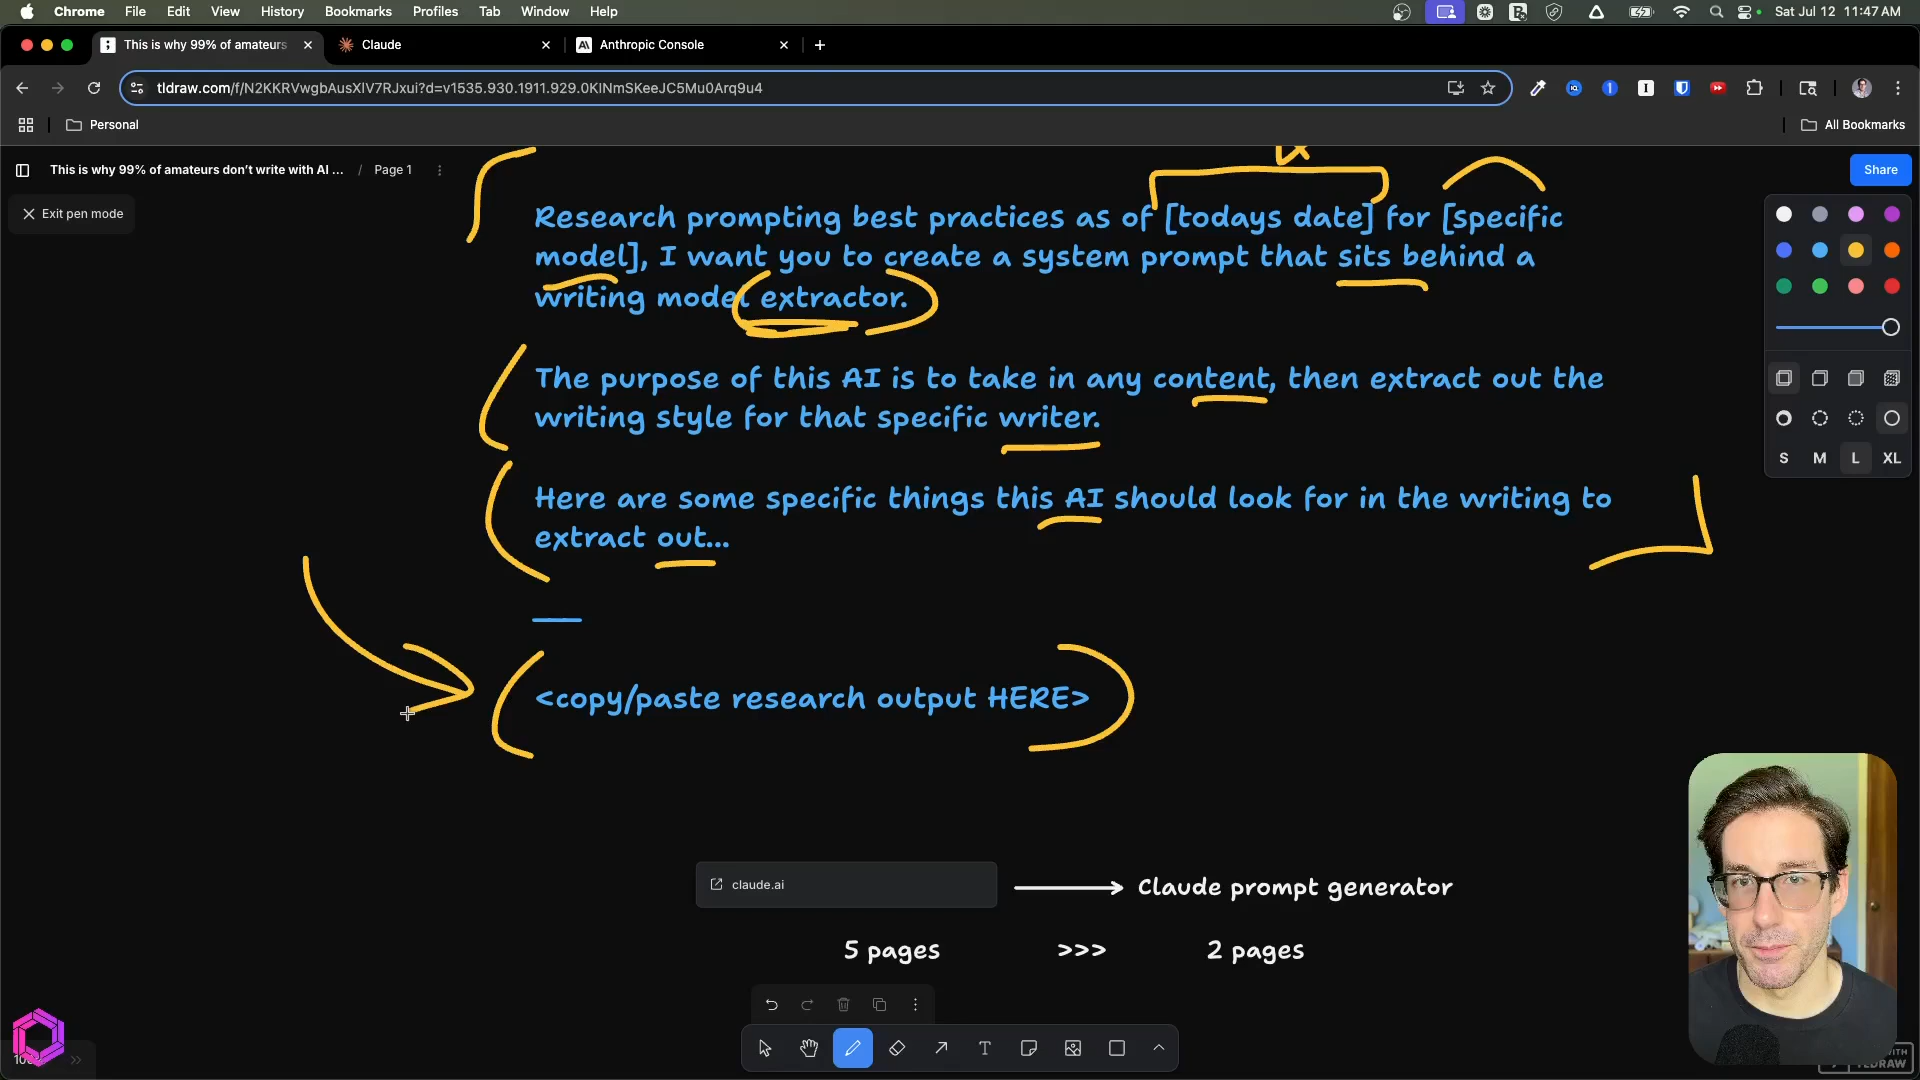 Chrome File Edit View History Bookmarks Profiles Tab Window Help
Sat Jul 12 11:47 AM
This is why 99% of amateurs
Claude
Anthropic Console
tldraw.com/f/N2KKRVwgbAusXlV7RJxui?d=v1535.930.1911.929.0KlNmSKeeJC5Mu0Arq9u4
Personal
All Bookmarks
This is why 99% of amateurs don't write with AI ... / Page 1
Share
Exit pen mode
Research prompting best practices as of [todays date] for [specific
model], I want you to create a system prompt that sits behind a
writing model extractor.
The purpose of this AI is to take in any content, then extract out the
writing style for that specific writer.
Here are some specific things this AI should look for in the writing to
extract out...
<copy/paste research output HERE>
S M L XL
claude.ai
Claude prompt generator
5 pages >>> 2 pages